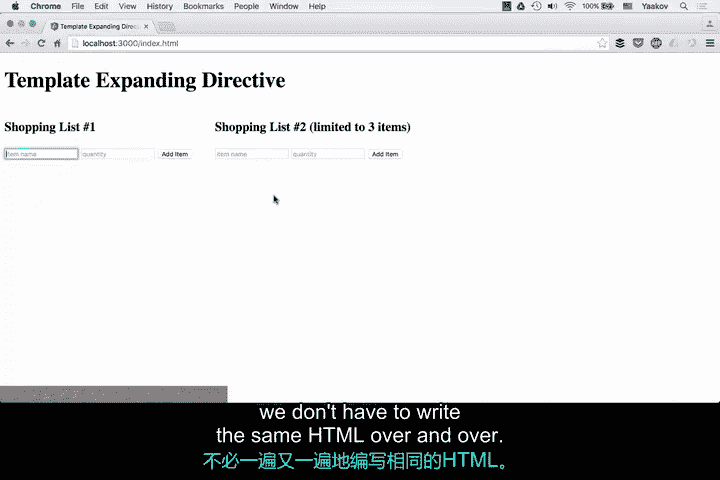 Chrome File Edit View History Bookmarks People Window Help 100% Yaakov
Template Expanding Direc
localhost:3000/index.html
Template Expanding Directive
Shopping List #1
Shopping List #2 (limited to 3 items)
item name quantity Add Item
item name quantity Add Item
we don't have to write
the same HTML over and over.
不必一遍又一遍地编写相同的HTML。